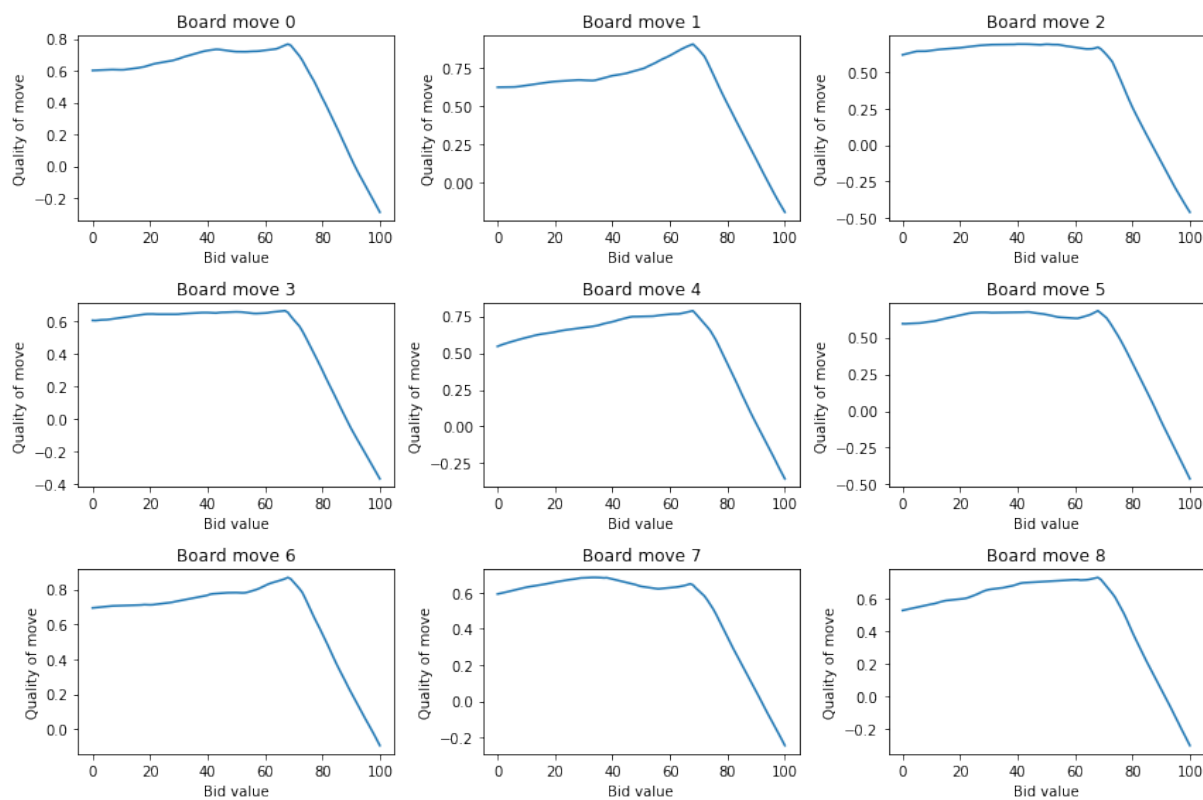 Board move 0
Quality of move
0.8
0.6
0.4
0.2
0.0
−0.2
0 20 40 60 80 100
Bid value
Board move 1
Quality of move
0.75
0.50
0.25
0.00
0 20 40 60 80 100
Bid value
Board move 2
Quality of move
0.50
0.25
0.00
−0.25
−0.50
0 20 40 60 80 100
Bid value
Board move 3
Quality of move
0.6
0.4
0.2
0.0
−0.2
−0.4
0 20 40 60 80 100
Bid value
Board move 4
Quality of move
0.75
0.50
0.25
0.00
−0.25
0 20 40 60 80 100
Bid value
Board move 5
Quality of move
0.50
0.25
0.00
−0.25
−0.50
0 20 40 60 80 100
Bid value
Board move 6
Quality of move
0.8
0.6
0.4
0.2
0.0
0 20 40 60 80 100
Bid value
Board move 7
Quality of move
0.6
0.4
0.2
0.0
−0.2
0 20 40 60 80 100
Bid value
Board move 8
Quality of move
0.6
0.4
0.2
0.0
−0.2
0 20 40 60 80 100
Bid value